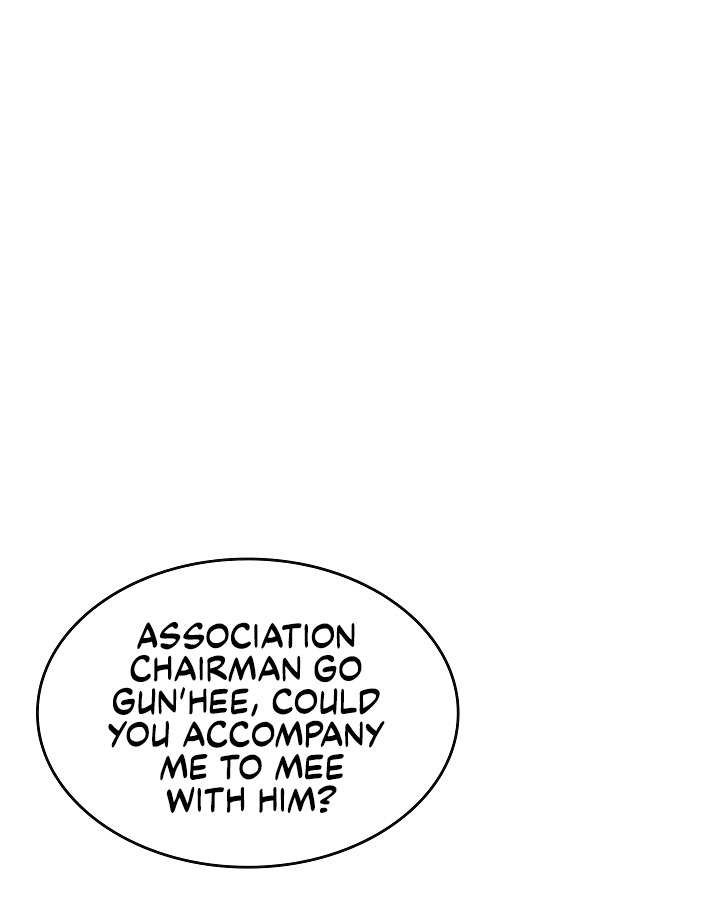 ASSOCIATION
CHAIRMAN GO
GUN'HEE, COULD
YOU ACCOMPANY
ME TO MEE
WITH HIM?